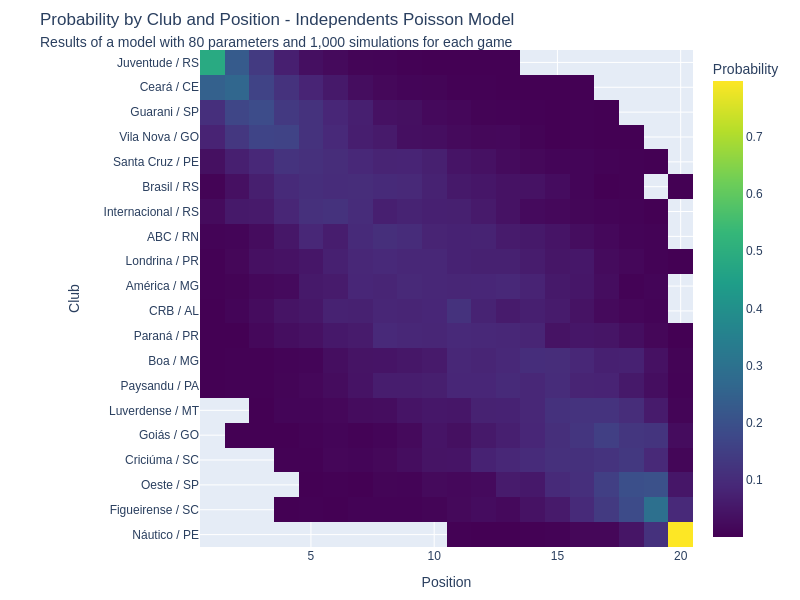 Probability by Club and Position - Independents Poisson Model
Results of a model with 80 parameters and 1,000 simulations for each game
Probability
Juventude / RS
Ceará / CE
Guarani / SP
Vila Nova / GO
Santa Cruz / PE
Brasil / RS
Internacional / RS
ABC / RN
Londrina / PR
América / MG
CRB / AL
Paraná / PR
Boa / MG
Paysandu / PA
Luverdense / MT
Goiás / GO
Criciúma / SC
Oeste / SP
Figueirense / SC
Náutico / PE
Club
5
10
15
20
Position
0.7
0.6
0.5
0.4
0.3
0.2
0.1